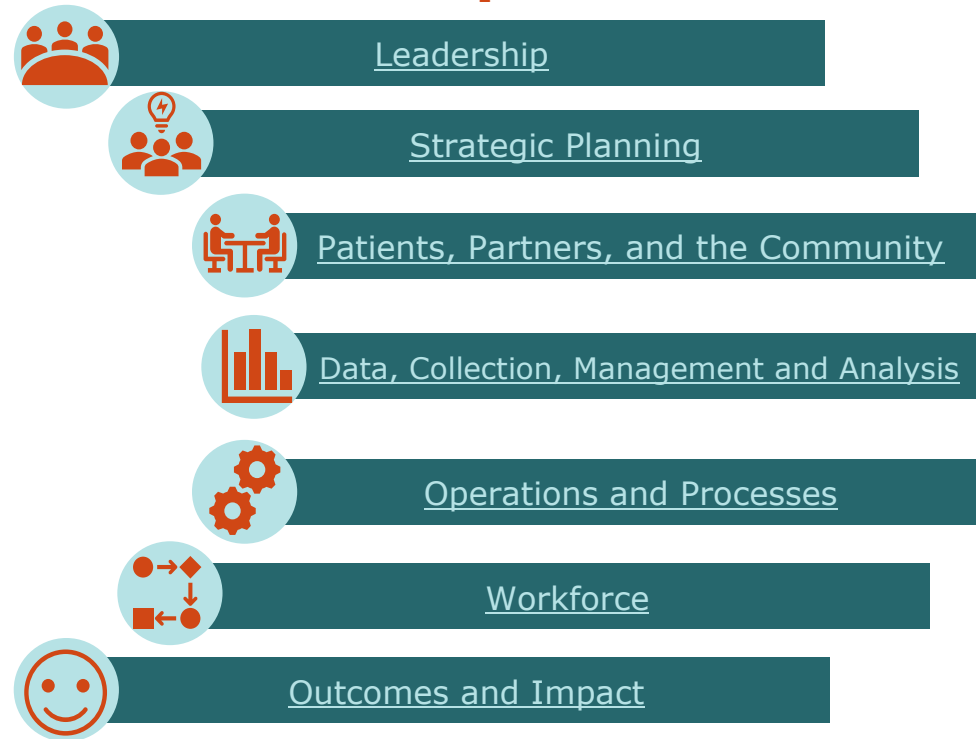 Leadership
Strategic Planning
Patients, Partners, and the Community
Data, Collection, Management and Analysis
Operations and Processes
Workforce
Outcomes and Impact